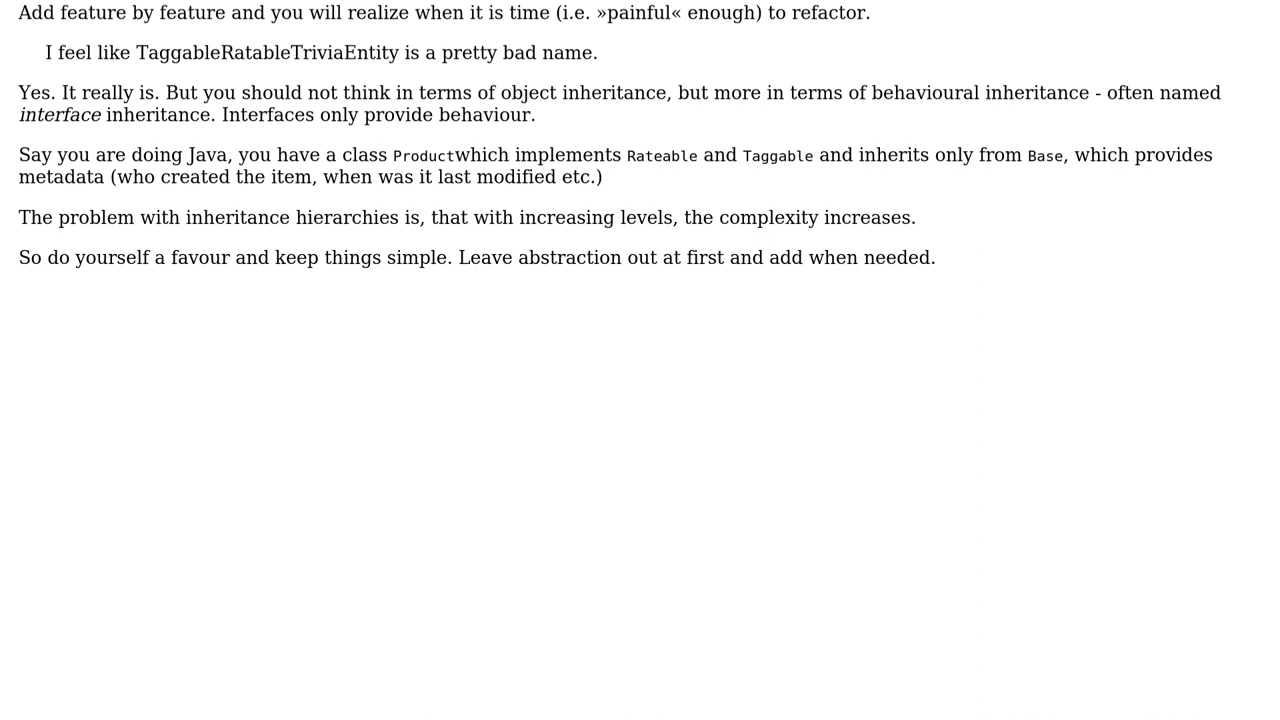 Add feature by feature and you will realize when it is time (i.e. »painful« enough) to refactor.
I feel like TaggableRatableTriviaEntity is a pretty bad name.
Yes. It really is. But you should not think in terms of object inheritance, but more in terms of behavioural inheritance - often named
interface inheritance. Interfaces only provide behaviour.
Say you are doing Java, you have a class Productwhich implements Rateable and Taggable and inherits only from Base, which provides
metadata (who created the item, when was it last modified etc.)
The problem with inheritance hierarchies is, that with increasing levels, the complexity increases.
So do yourself a favour and keep things simple. Leave abstraction out at first and add when needed.